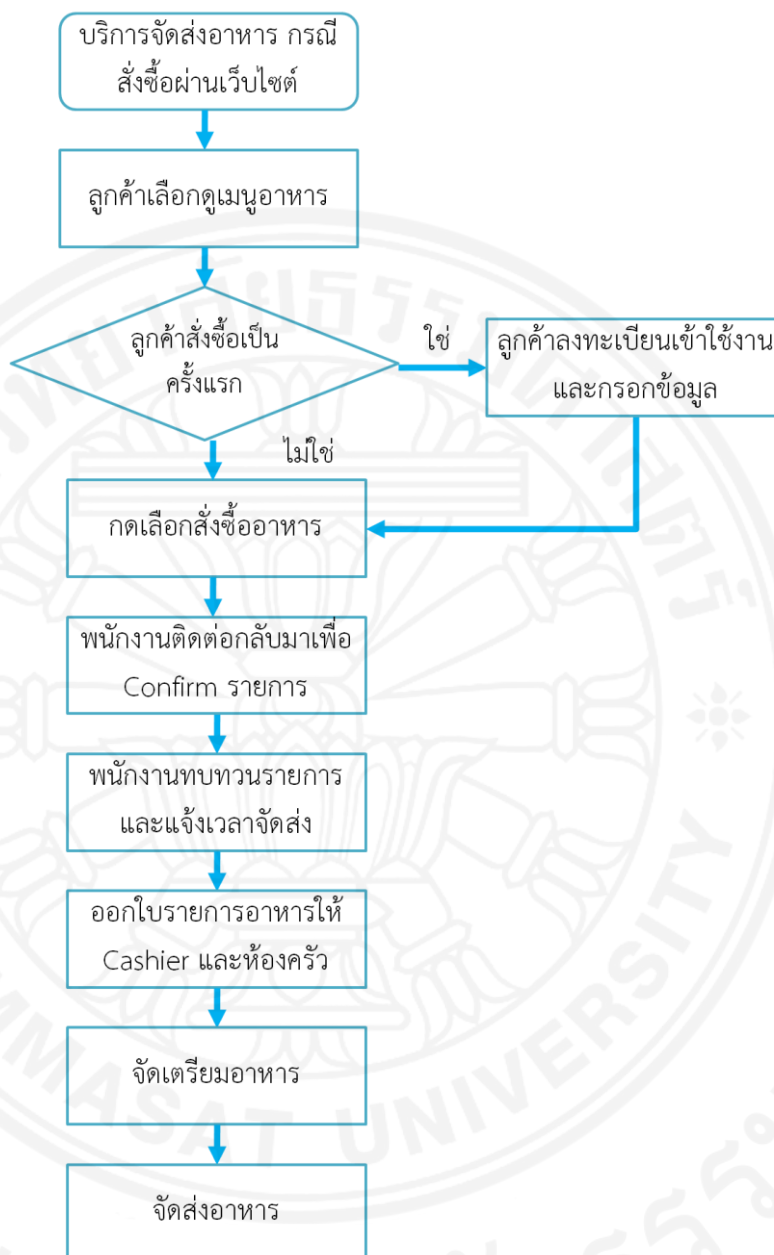 บริการจัดส่งอาหาร กรณี
สั่งซื้อผ่านเว็บไซต์
ลูกค้าเลือกดูเมนูอาหาร
ลูกค้าสั่งซื้อเป็น
ครั้งแรก
ใช่
ลูกค้าลงทะเบียนเข้าใช้งาน
และกรอกข้อมูล
ไม่ใช่
กดเลือกสั่งซื้ออาหาร
พนักงานติดต่อกลับมาเพื่อ
Confirm รายการ
พนักงานทบทวนรายการ
และแจ้งเวลาจัดส่ง
ออกใบรายการอาหารให้
Cashier และห้องครัว
จัดเตรียมอาหาร
จัดส่งอาหาร
UNIVERSITY